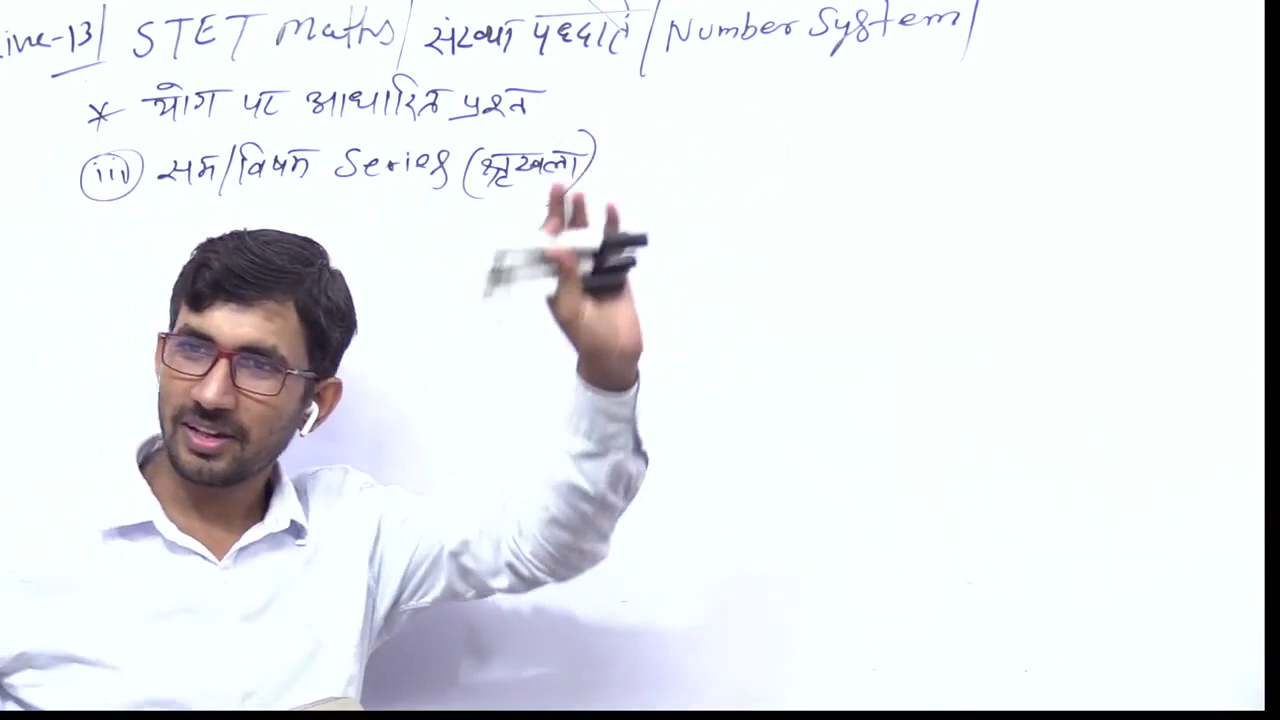 ive-13/ STET Maths/ संख्या पद्धति/Number System/
* योग पर आधारित प्रश्न
(iii) सम/विषम Series (श्रृंखला)